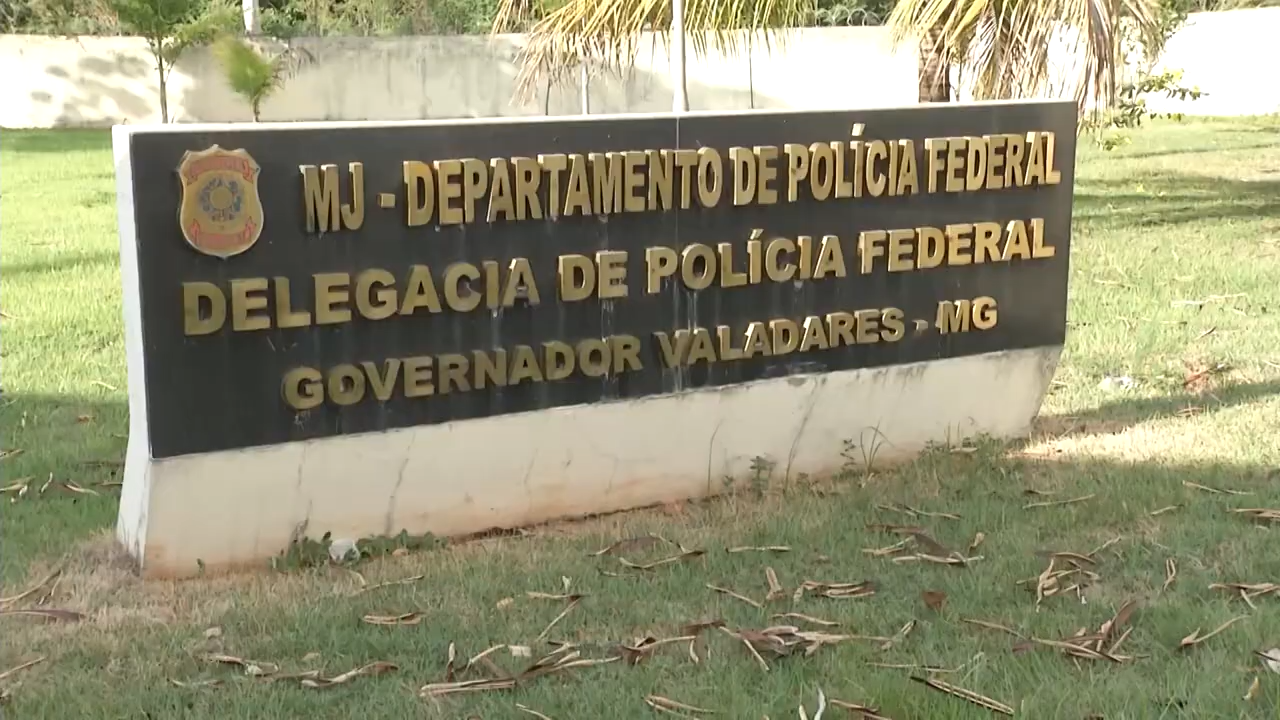 MJ - DEPARTAMENTO DE POLÍCIA FEDERAL
DELEGACIA DE POLÍCIA FEDERAL
GOVERNADOR VALADARES - MG